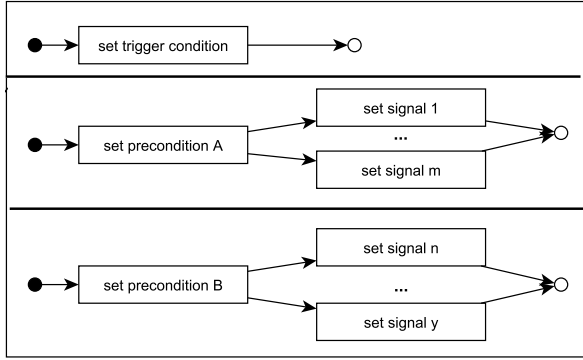 set trigger condition
set signal 1
set precondition A
...
set signal m
set signal n
set precondition B
...
set signal y